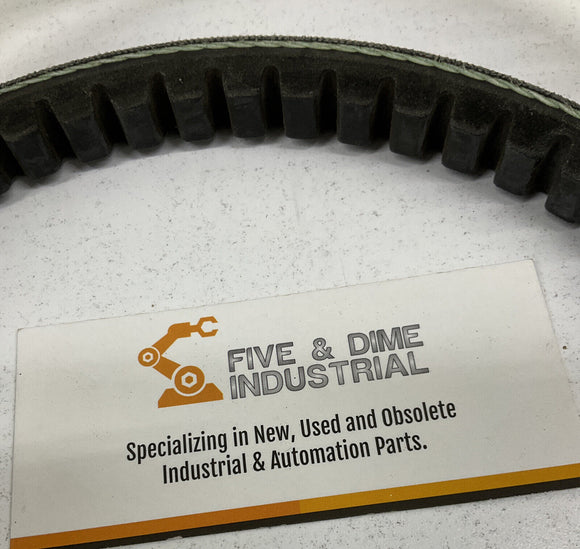 FIVE & DIME
INDUSTRIAL
Specializing in New, Used and Obsolete
Industrial & Automation Parts.